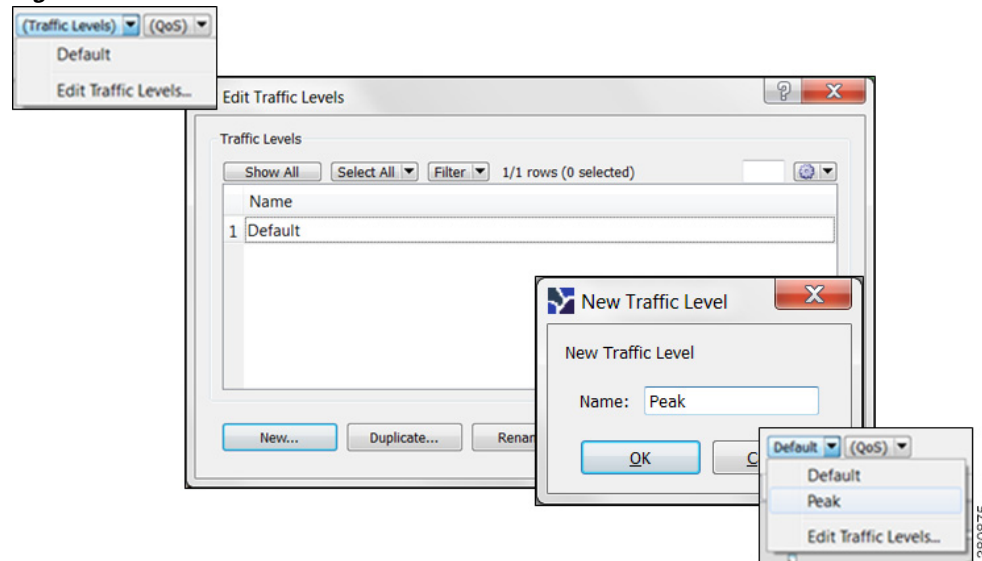 (Traffic Levels) (QoS)
Default
Edit Traffic Levels...
Edit Traffic Levels
Traffic Levels
Show All Select All Filter 1/1 rows (0 selected)
Name
1 Default
New Traffic Level
New Traffic Level
Name: Peak
New... Duplicate...
OK
Default (QoS)
Default
Peak
Edit Traffic Levels...
380875